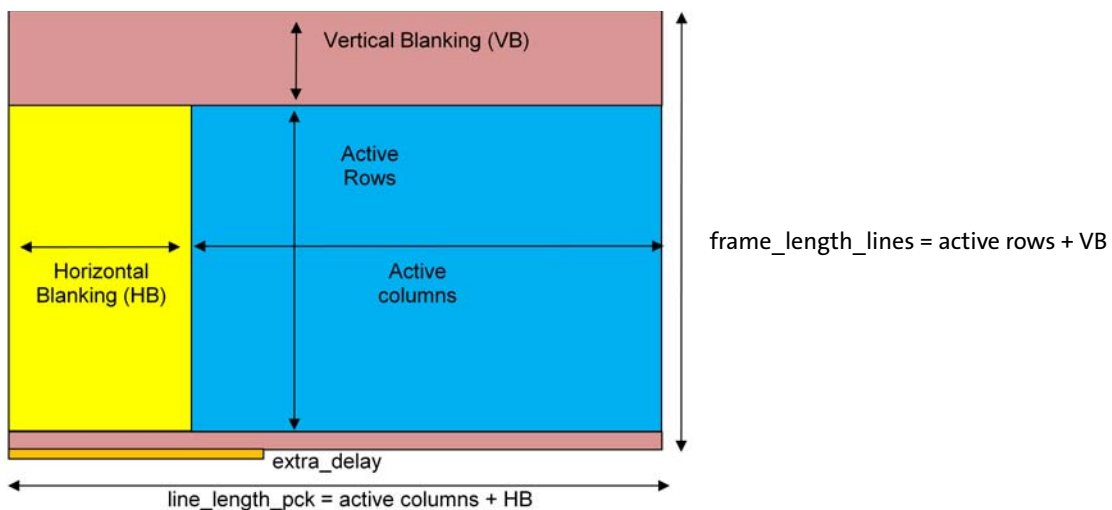 Vertical Blanking (VB)
Active
Rows
frame_length_lines = active rows + VB
Horizontal
Blanking (HB)
Active
columns
extra_delay
line_length_pck = active columns + HB